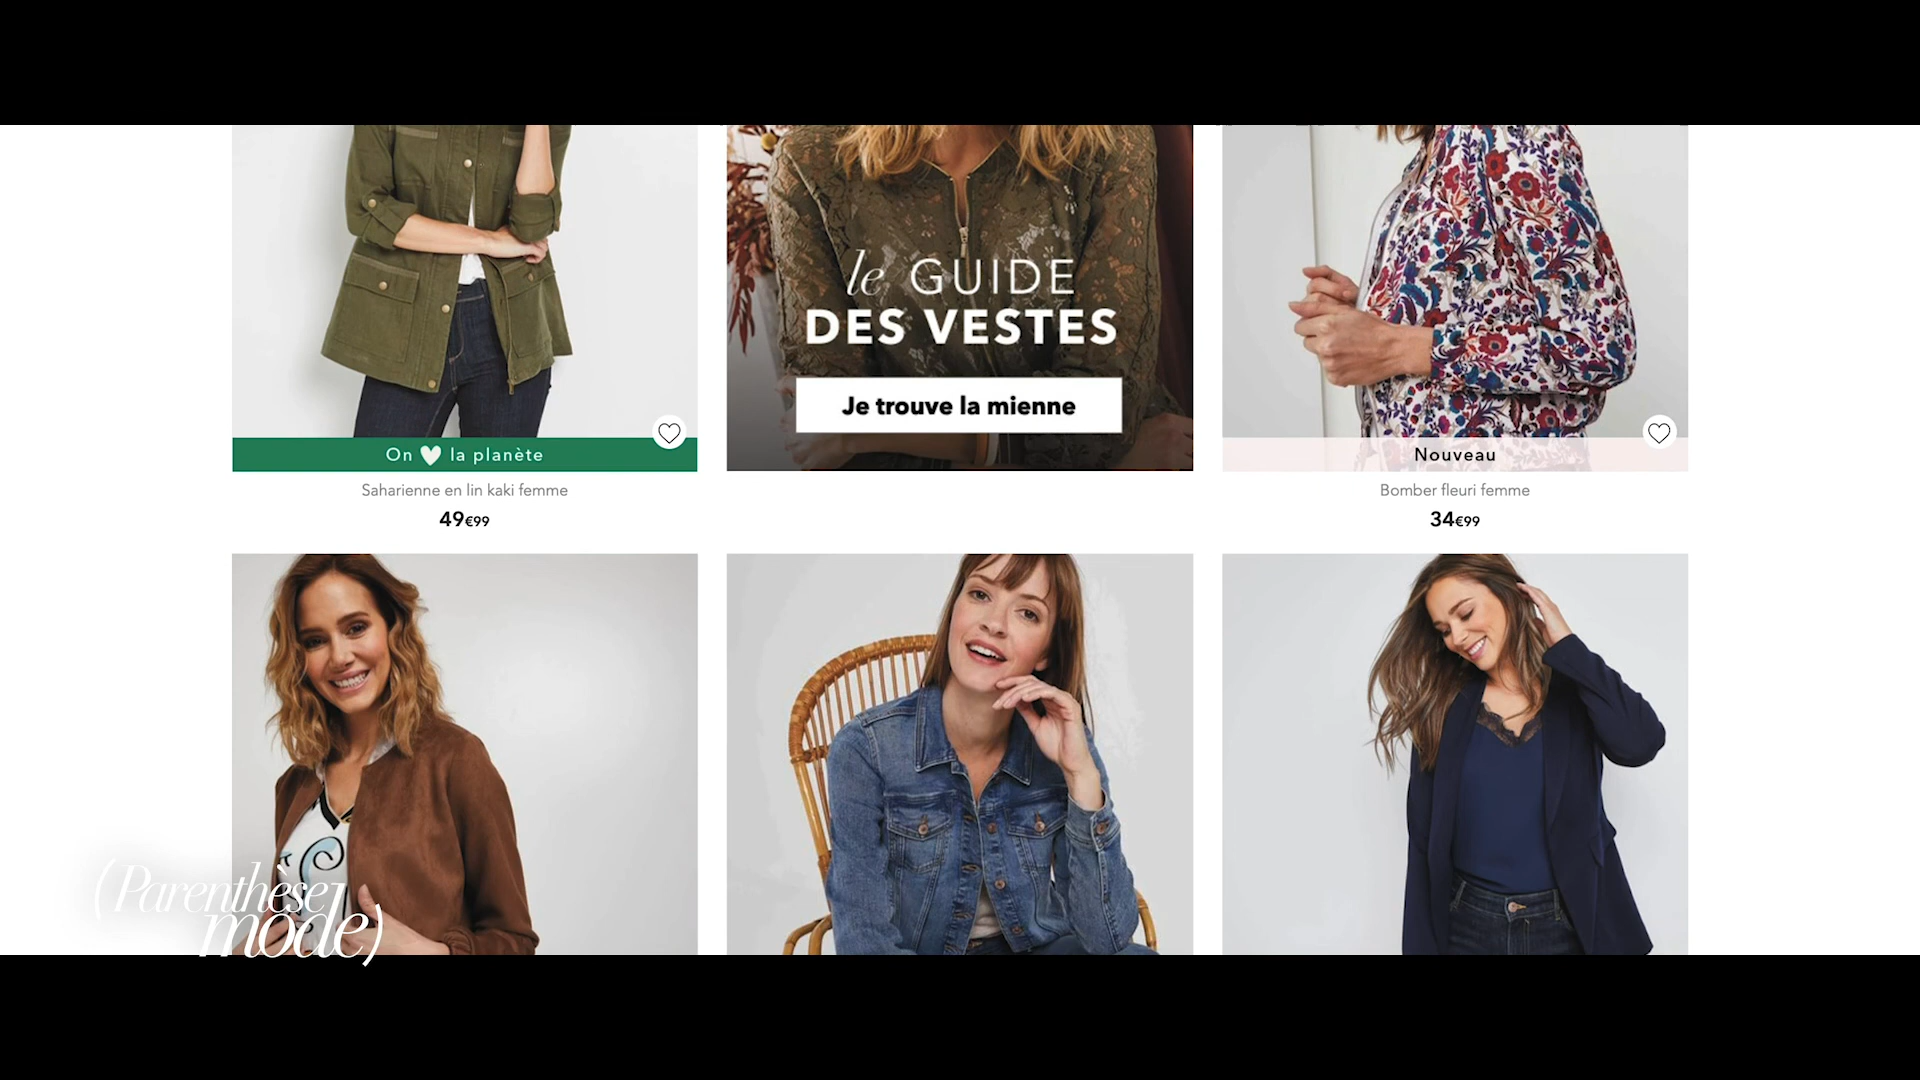 le GUIDE
DES VESTES
Je trouve la mienne
On la planète
Nouveau
Saharienne en lin kaki femme
Bomber fleuri femme
49€99
34€99
(Parenthèse
mode)